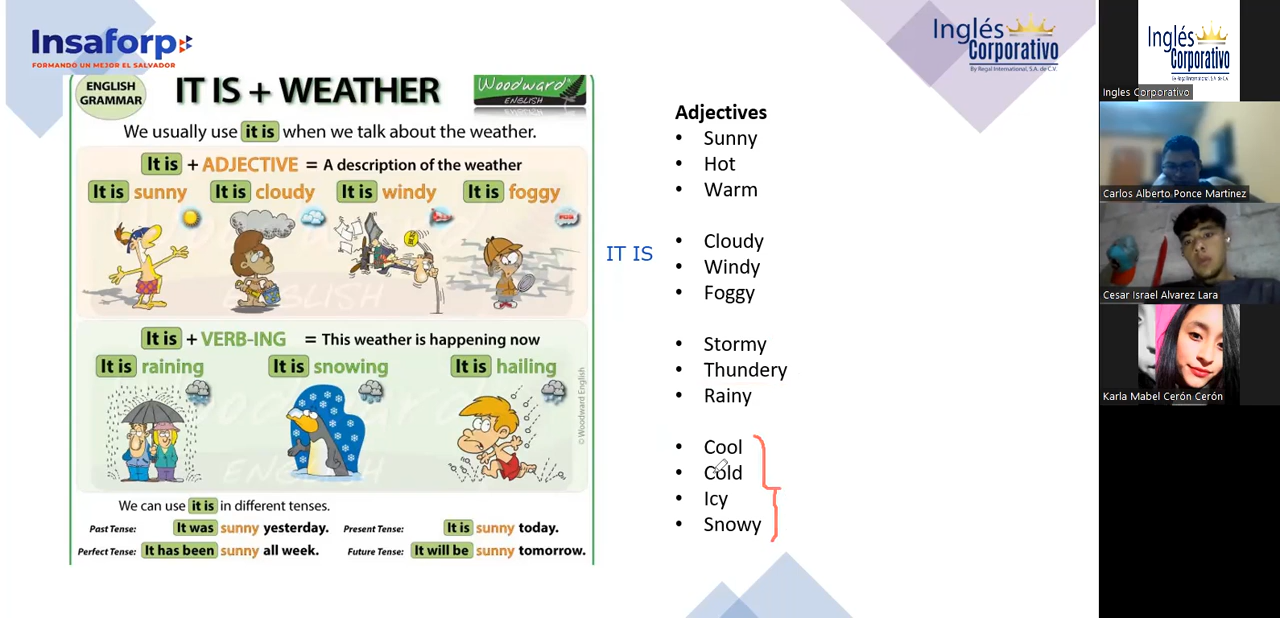 Insaforp
FORMANDO UN MEJOR EL SALVADOR
Inglés
Corporativo
By Regal International, S.A. de C.V.
ENGLISH
GRAMMAR
IT IS + WEATHER
Woodward®
ENGLISH
We usually use it is when we talk about the weather.
It is + ADJECTIVE = A description of the weather
It is sunny
It is cloudy
It is windy
It is foggy
FOG
It is + VERB-ING = This weather is happening now
It is raining
It is snowing
It is hailing
© Woodward English
We can use it is in different tenses.
Past Tense: It was sunny yesterday.
Present Tense: It is sunny today.
Perfect Tense: It has been sunny all week.
Future Tense: It will be sunny tomorrow.
IT IS
Adjectives
• Sunny
• Hot
• Warm
• Cloudy
• Windy
• Foggy
• Stormy
• Thundery
• Rainy
• Cool
• Cold
• Icy
• Snowy
Inglés
Corporativo
Ingles Corporativo
Carlos Alberto Ponce Martinez
Cesar Israel Alvarez Lara
Karla Mabel Cerón Cerón